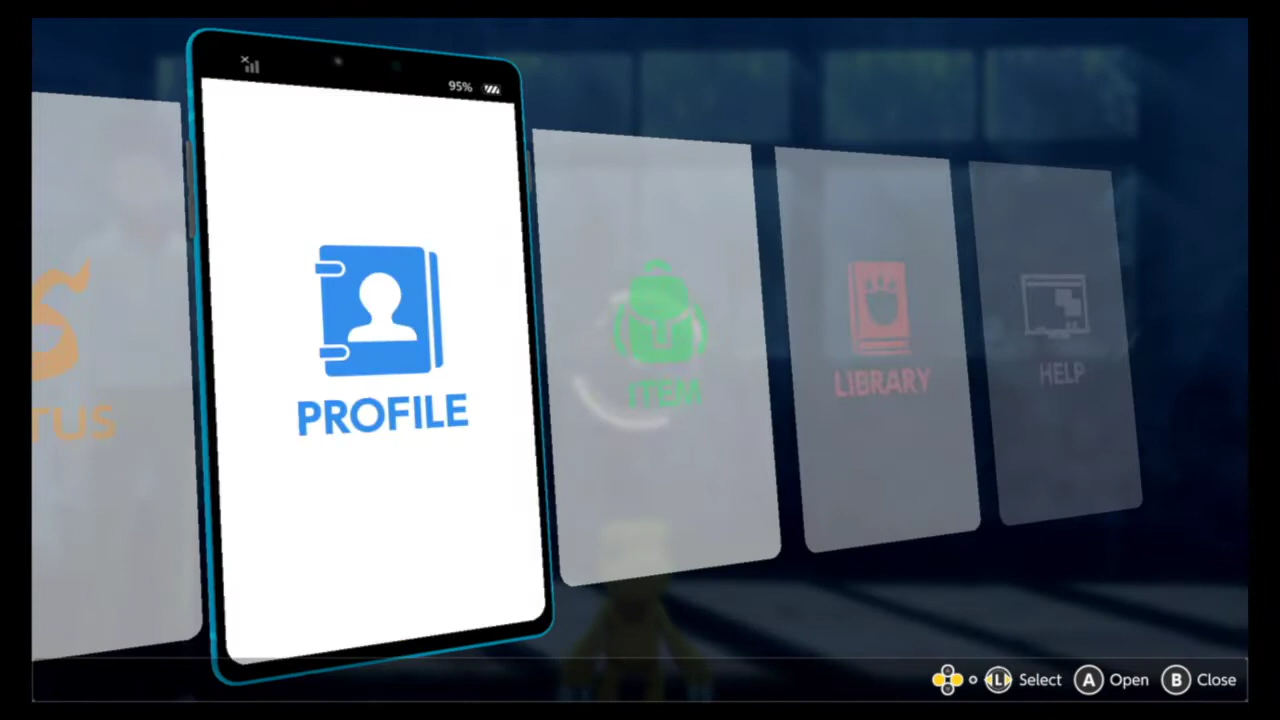 95%
PROFILE
TUS
ITEM
LIBRARY
HELP
o L Select A Open B Close